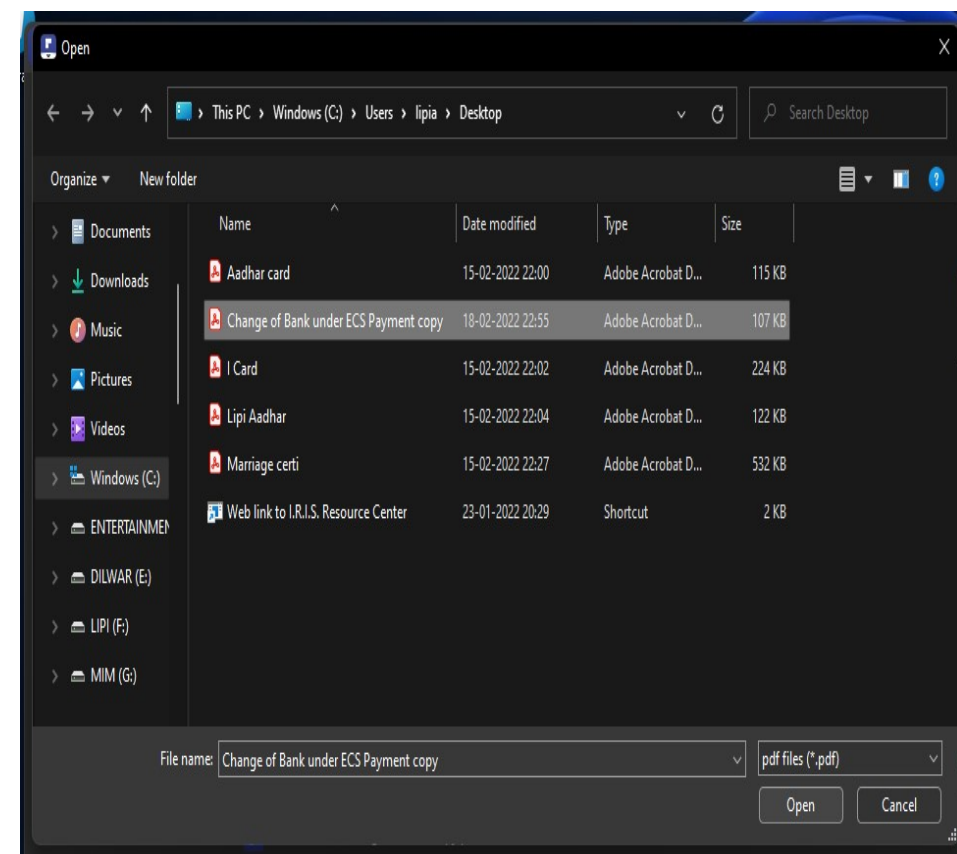 Open
This PC > Windows (C:) > Users > lipia > Desktop
Search Desktop
Organize New folder
Name Date modified Type Size
Documents
Downloads
Music
Pictures
Videos
Windows (C:)
ENTERTAINMEN
DILWAR (E:)
LIPI (F:)
MIM (G:)
Aadhar card 15-02-2022 22:00 Adobe Acrobat D... 115 KB
Change of Bank under ECS Payment copy 18-02-2022 22:55 Adobe Acrobat D... 107 KB
I Card 15-02-2022 22:02 Adobe Acrobat D... 224 KB
Lipi Aadhar 15-02-2022 22:04 Adobe Acrobat D... 122 KB
Marriage certi 15-02-2022 22:27 Adobe Acrobat D... 532 KB
Web link to I.R.I.S. Resource Center 23-01-2022 20:29 Shortcut 2 KB
File name: Change of Bank under ECS Payment copy pdf files (*.pdf)
Open Cancel